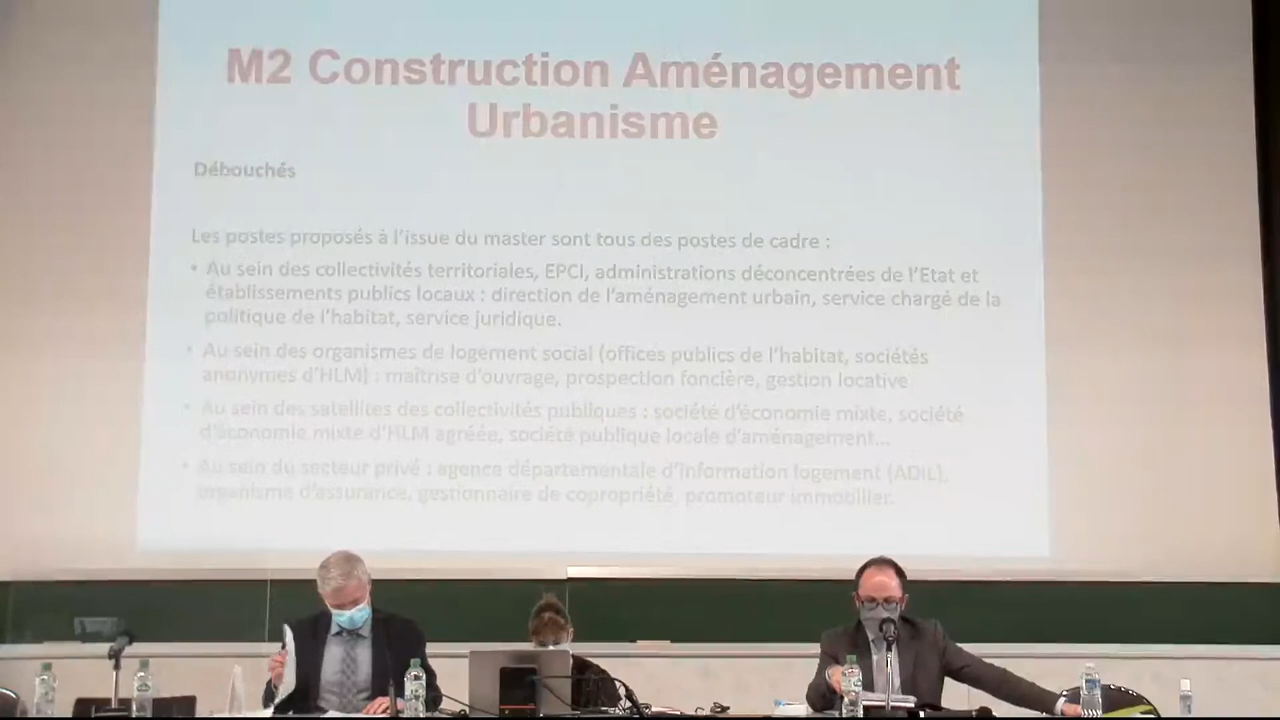 M2 Construction Aménagement
Urbanisme
Débouchés
Les postes proposés à l'issue du master sont tous des postes de cadre :
• Au sein des collectivités territoriales, EPCI, administrations déconcentrées de l'Etat et
établissements publics locaux : direction de l'aménagement urbain, service chargé de la
politique de l'habitat, service juridique.
• Au sein des organismes de logement social (offices publics de l'habitat, sociétés
anonymes d'HLM) : maîtrise d'ouvrage, prospection foncière, gestion locative
• Au sein des satellites des collectivités publiques : société d'économie mixte, société
d'économie mixte d'HLM agréée, société publique locale d'aménagement...
• Au sein du secteur privé : agence départementale d'information logement (ADIL),
organisme d'assurance, gestionnaire de copropriété, promoteur immobilier.